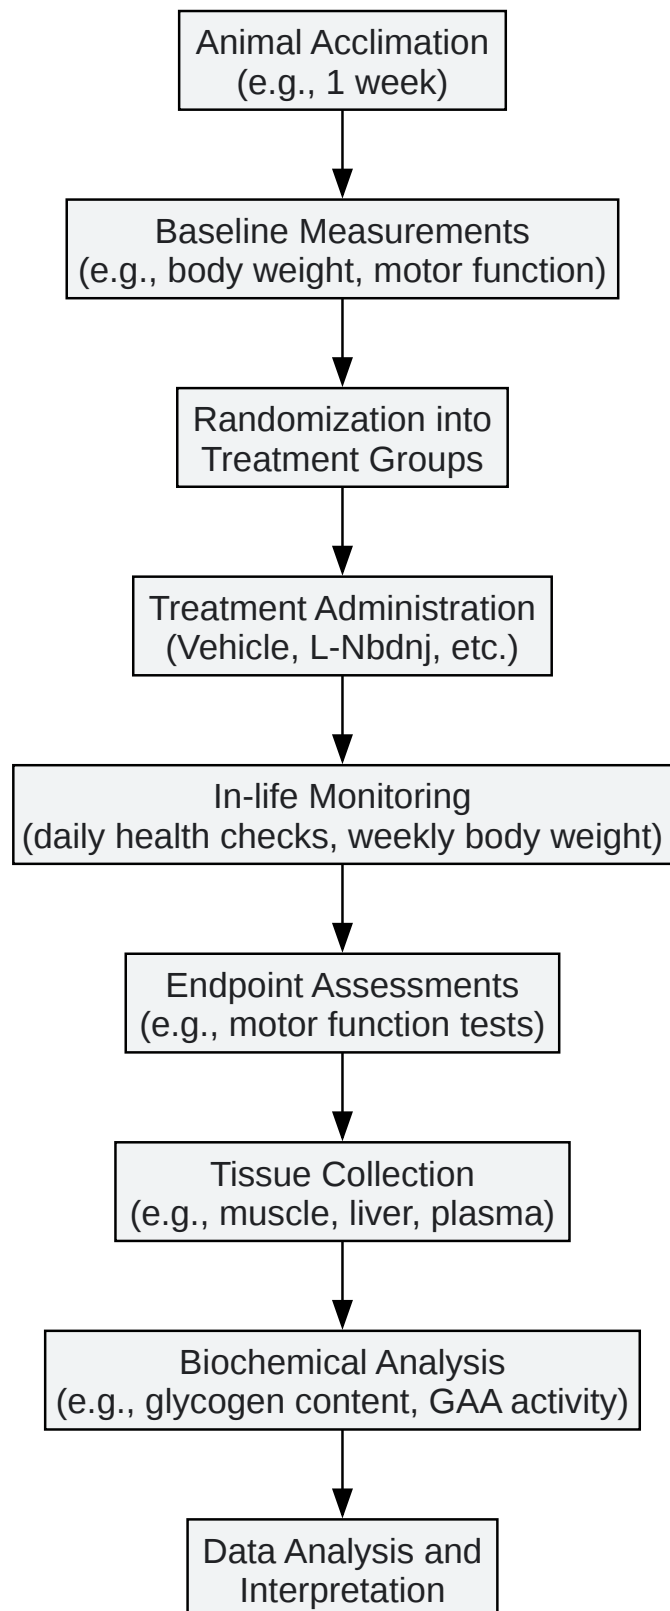 Animal Acclimation
(e.g., 1 week)
Baseline Measurements
(e.g., body weight, motor function)
Randomization into
Treatment Groups
Treatment Administration
(Vehicle, L-Nbdnj, etc.)
In-life Monitoring
(daily health checks, weekly body weight)
Endpoint Assessments
(e.g., motor function tests)
Tissue Collection
(e.g., muscle, liver, plasma)
Biochemical Analysis
(e.g., glycogen content, GAA activity)
Data Analysis and
Interpretation